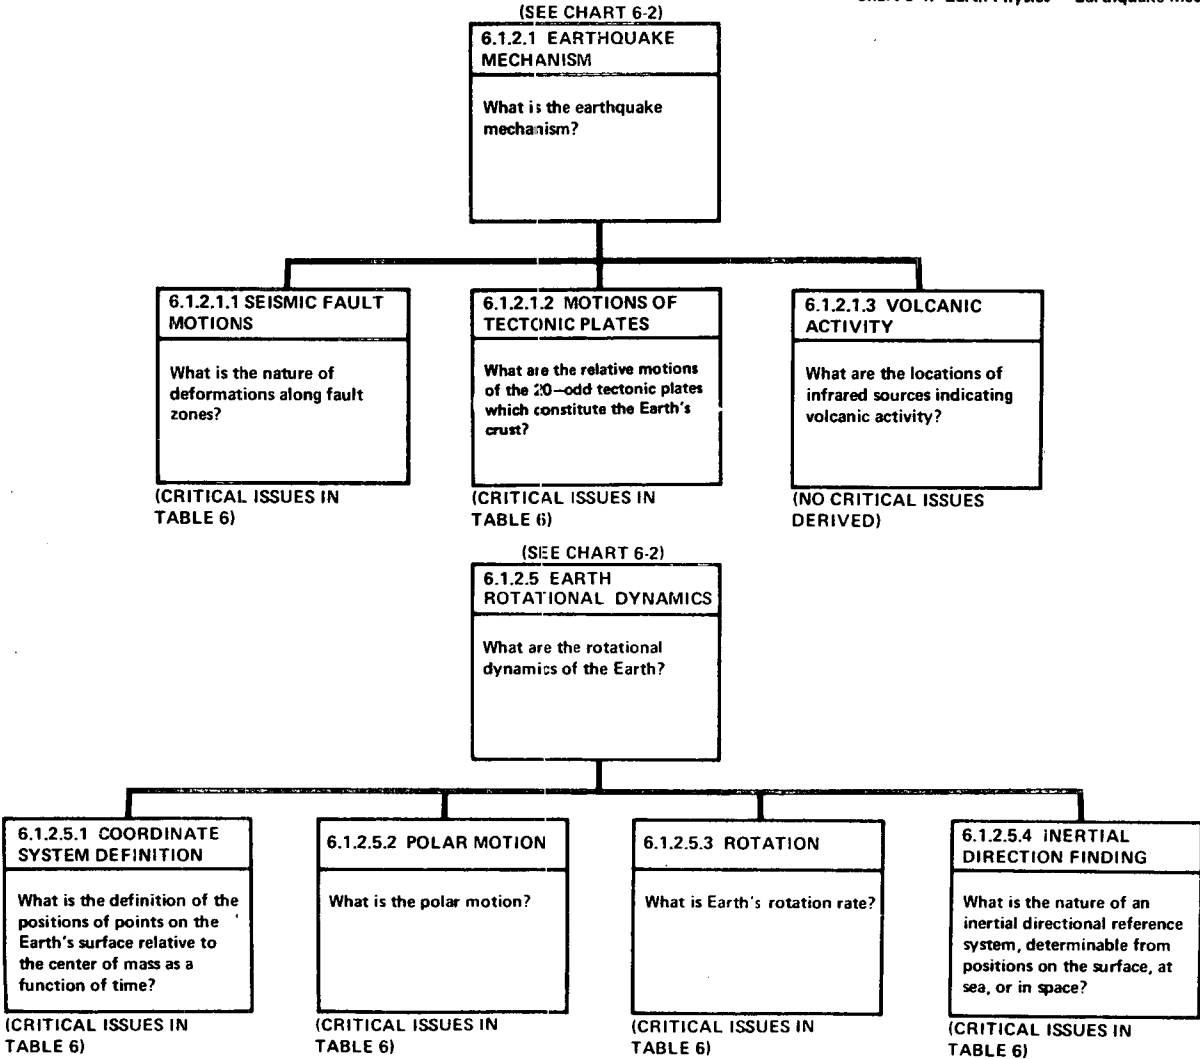 (SEE CHART 6-2)
6.1.2.1 EARTHQUAKE
MECHANISM
What is the earthquake
mechanism?
6.1.2.1.1 SEISMIC FAULT
MOTIONS
What is the nature of
deformations along fault
zones?
(CRITICAL ISSUES IN
TABLE 6)
6.1.2.1.2 MOTIONS OF
TECTONIC PLATES
What are the relative motions
of the 20-odd tectonic plates
which constitute the Earth's
crust?
(CRITICAL ISSUES IN
TABLE 6)
6.1.2.1.3 VOLCANIC
ACTIVITY
What are the locations of
infrared sources indicating
volcanic activity?
(NO CRITICAL ISSUES
DERIVED)
(SEE CHART 6-2)
6.1.2.5 EARTH
ROTATIONAL DYNAMICS
What are the rotational
dynamics of the Earth?
6.1.2.5.1 COORDINATE
SYSTEM DEFINITION
What is the definition of the
positions of points on the
Earth's surface relative to
the center of mass as a
function of time?
(CRITICAL ISSUES IN
TABLE 6)
6.1.2.5.2 POLAR MOTION
What is the polar motion?
(CRITICAL ISSUES IN
TABLE 6)
6.1.2.5.3 ROTATION
What is Earth's rotation rate?
(CRITICAL ISSUES IN
TABLE 6)
6.1.2.5.4 INERTIAL
DIRECTION FINDING
What is the nature of an
inertial directional reference
system, determinable from
positions on the surface, at
sea, or in space?
(CRITICAL ISSUES IN
TABLE 6)